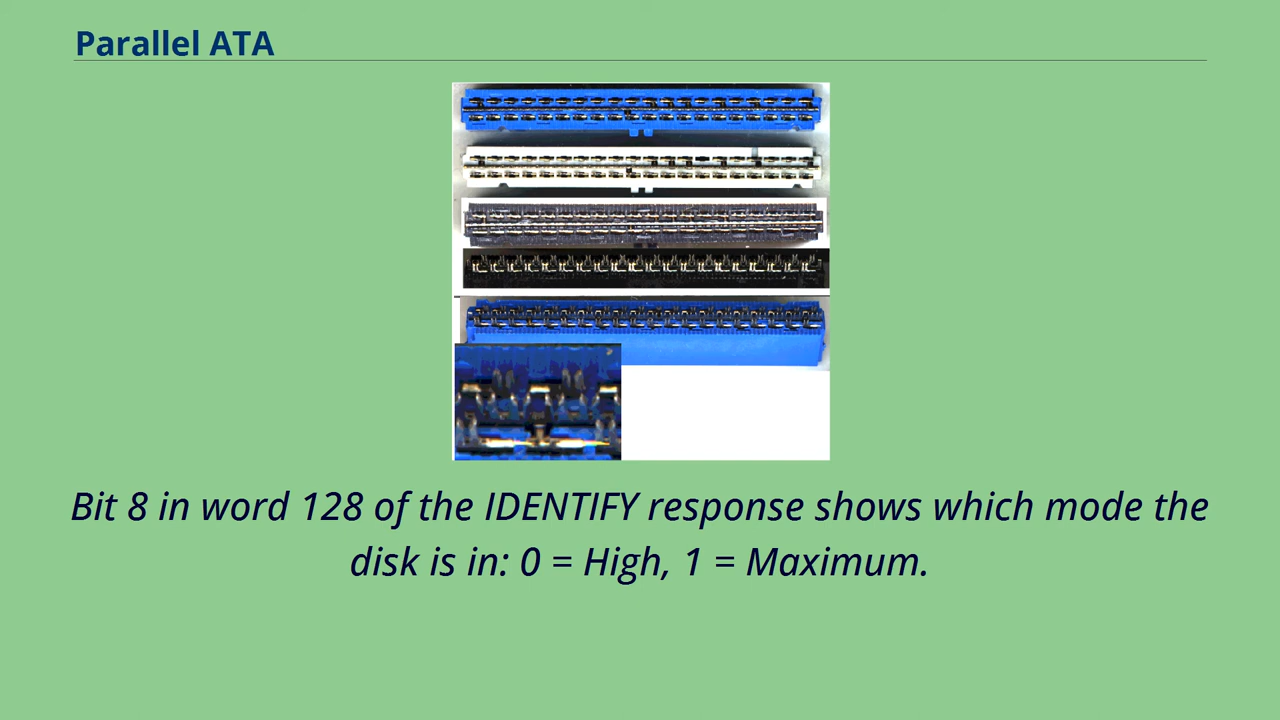 Parallel ATA
Bit 8 in word 128 of the IDENTIFY response shows which mode the
disk is in: 0 = High, 1 = Maximum.